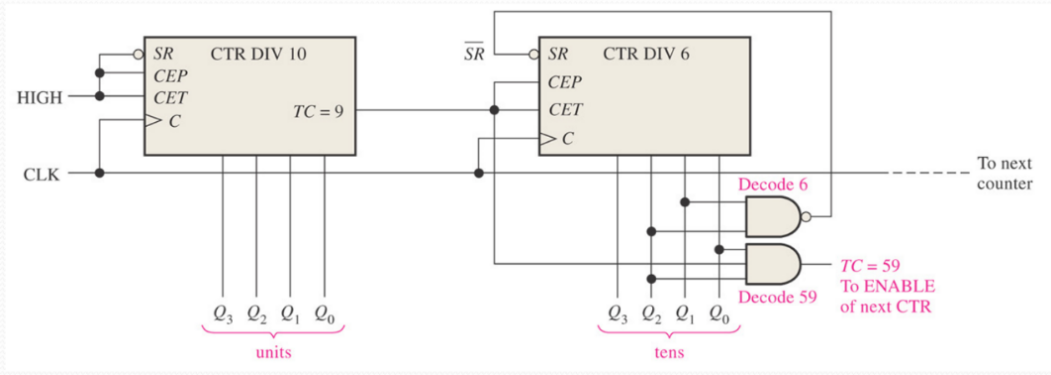 SR
CTR DIV 10
CEP
HIGH
CET
TC = 9
C
CLK
SR
SR
CTR DIV 6
CEP
CET
C
To next
counter
Decode 6
TC = 59
To ENABLE
of next CTR
Decode 59
Q3 Q2 Q1 Q0
units
Q3 Q2 Q1 Q0
tens